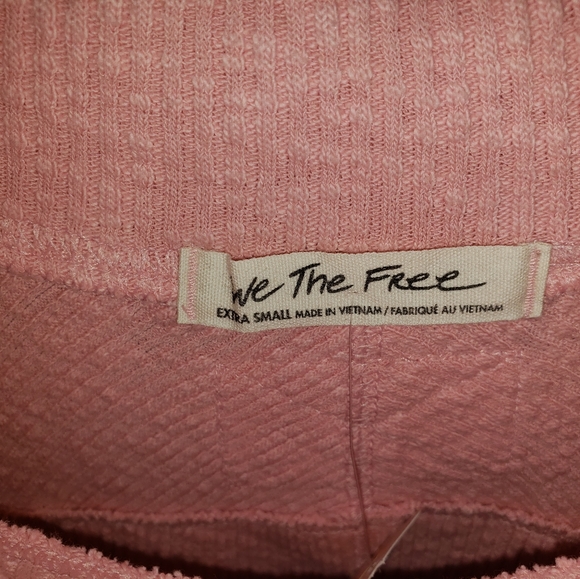 We The Free
EXTRA SMALL MADE IN VIETNAM / FABRIQUÉ AU VIETNAM